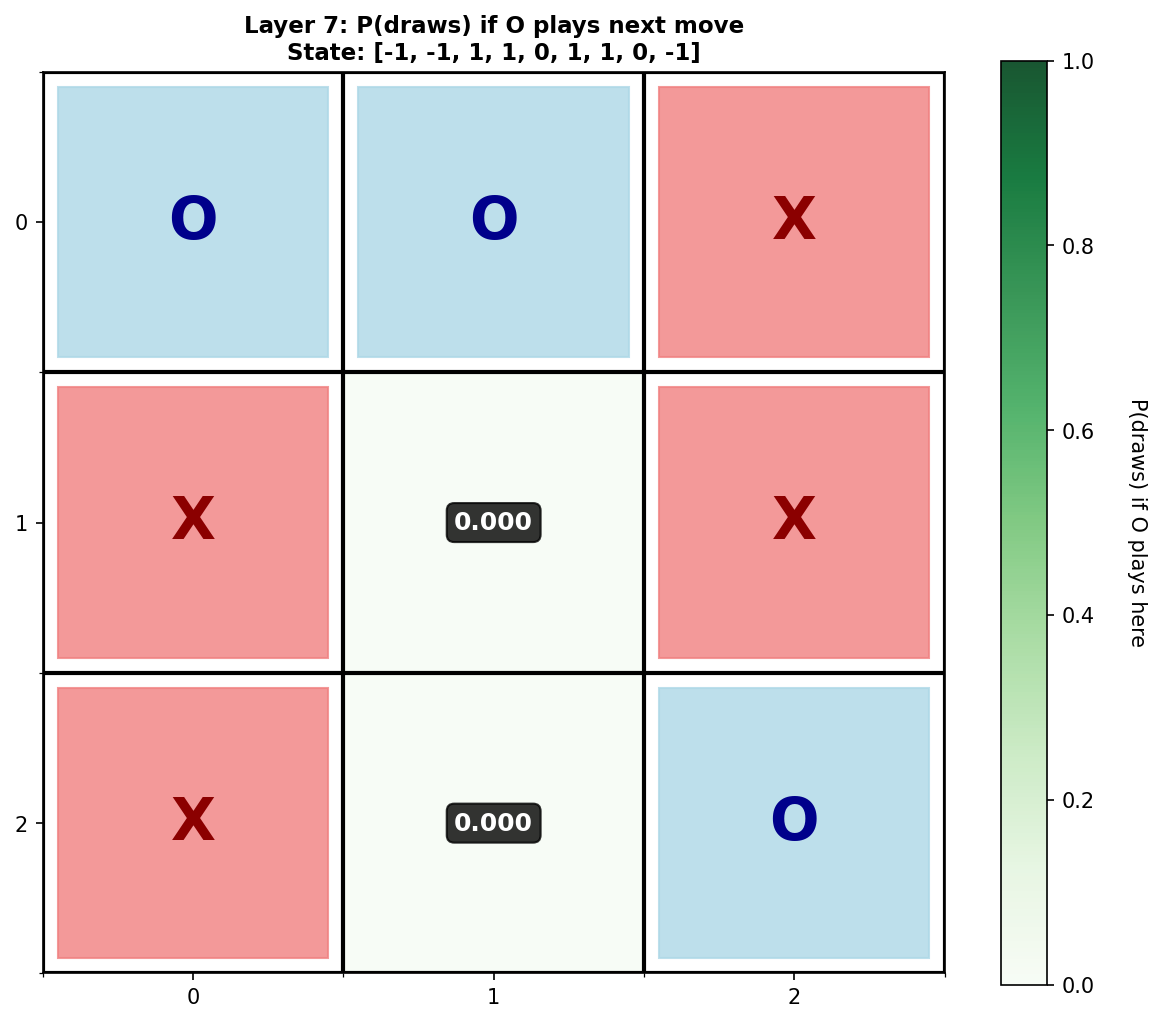 Layer 7: P(draws) if O plays next move
State: [-1, -1, 1, 1, 0, 1, 1, 0, -1]
1.0
0.8
0.6
0.4
0.2
0.0
P(draws) if O plays here
0
O
O
X
1
X
0.000
X
2
X
0.000
O
0
1
2